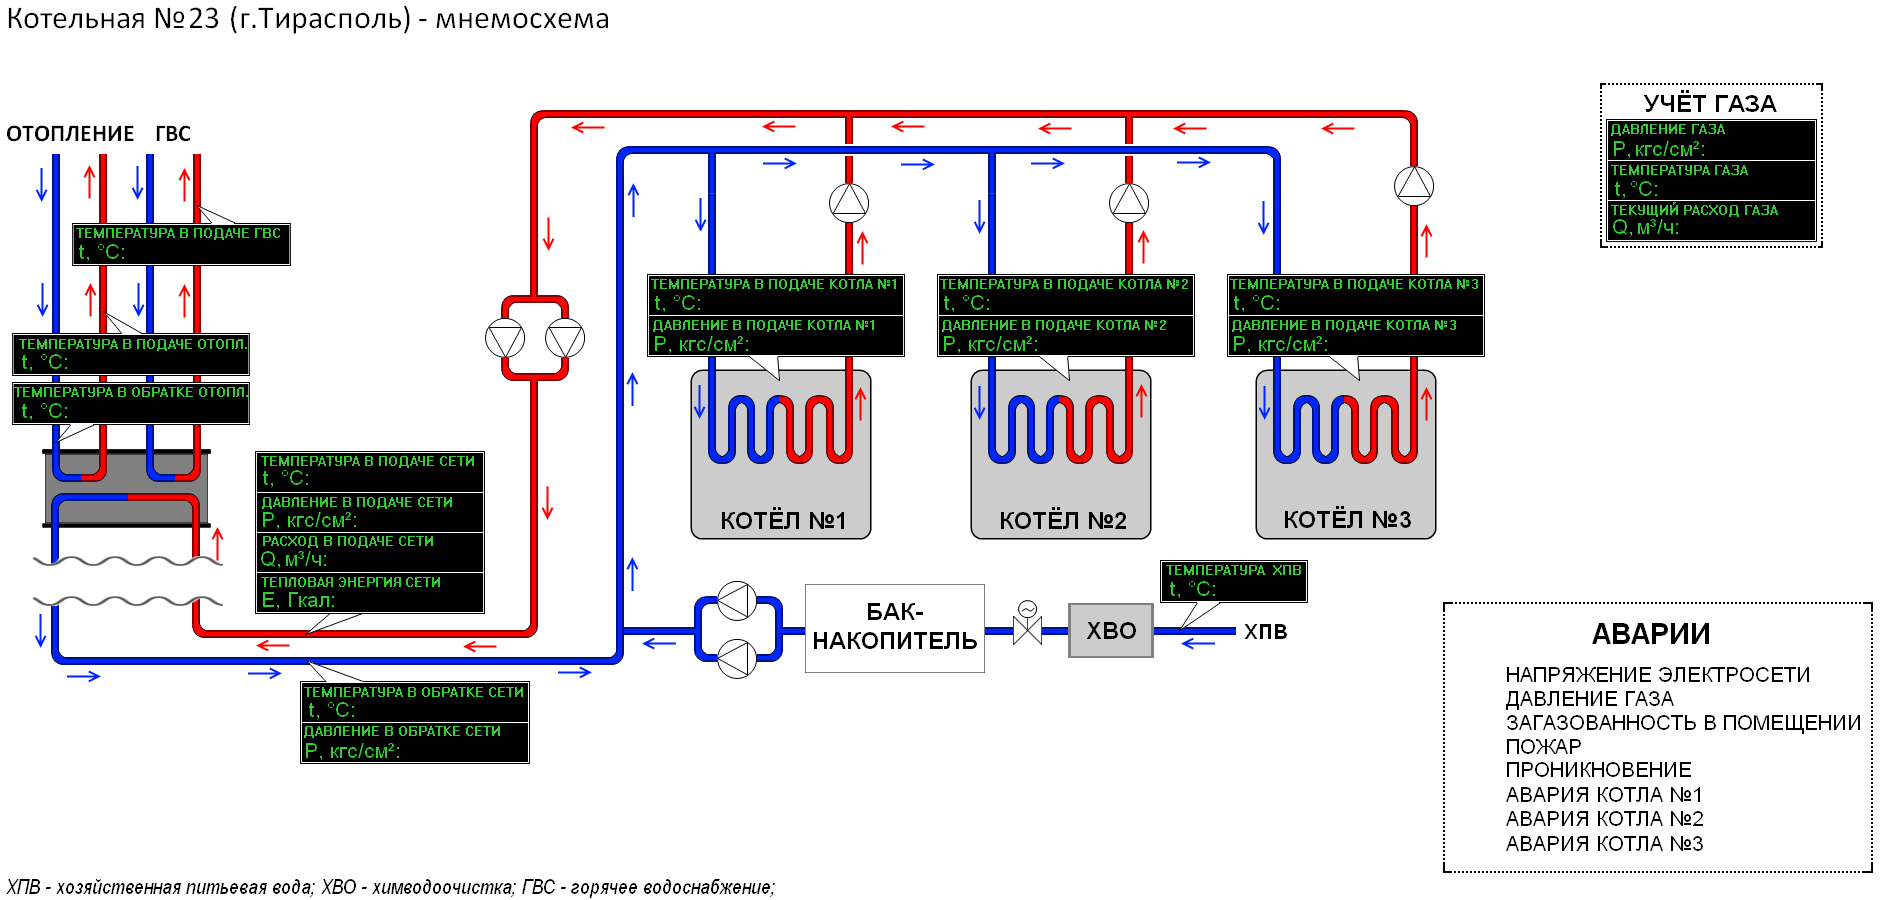 Котельная №23 (г.Тирасполь) - мнемосхема
ОТОПЛЕНИЕ ГВС
ТЕМПЕРАТУРА В ПОДАЧЕ ГВС
t, °C:
ТЕМПЕРАТУРА В ПОДАЧЕ ОТОПЛ.
t, °C:
ТЕМПЕРАТУРА В ОБРАТКЕ ОТОПЛ.
t, °C:
ТЕМПЕРАТУРА В ПОДАЧЕ СЕТИ
t, °C:
ДАВЛЕНИЕ В ПОДАЧЕ СЕТИ
P, кгс/см²:
РАСХОД В ПОДАЧЕ СЕТИ
Q, м³/ч:
ТЕПЛОВАЯ ЭНЕРГИЯ СЕТИ
E, Гкал:
ТЕМПЕРАТУРА В ОБРАТКЕ СЕТИ
t, °C:
ДАВЛЕНИЕ В ОБРАТКЕ СЕТИ
P, кгс/см²:
ТЕМПЕРАТУРА В ПОДАЧЕ КОТЛА №1
t, °C:
ДАВЛЕНИЕ В ПОДАЧЕ КОТЛА №1
P, кгс/см²:
КОТЁЛ №1
ТЕМПЕРАТУРА В ПОДАЧЕ КОТЛА №2
t, °C:
ДАВЛЕНИЕ В ПОДАЧЕ КОТЛА №2
P, кгс/см²:
КОТЁЛ №2
ТЕМПЕРАТУРА В ПОДАЧЕ КОТЛА №3
t, °C:
ДАВЛЕНИЕ В ПОДАЧЕ КОТЛА №3
P, кгс/см²:
КОТЁЛ №3
БАК-
НАКОПИТЕЛЬ
ХВО
ТЕМПЕРАТУРА ХПВ
t, °C:
ХПВ
УЧЁТ ГАЗА
ДАВЛЕНИЕ ГАЗА
P, кгс/см²:
ТЕМПЕРАТУРА ГАЗА
t, °C:
ТЕКУЩИЙ РАСХОД ГАЗА
Q, м³/ч:
АВАРИИ
НАПРЯЖЕНИЕ ЭЛЕКТРОСЕТИ
ДАВЛЕНИЕ ГАЗА
ЗАГАЗОВАННОСТЬ В ПОМЕЩЕНИИ
ПОЖАР
ПРОНИКНОВЕНИЕ
АВАРИЯ КОТЛА №1
АВАРИЯ КОТЛА №2
АВАРИЯ КОТЛА №3
ХПВ - хозяйственная питьевая вода; ХВО - химводоочистка; ГВС - горячее водоснабжение;